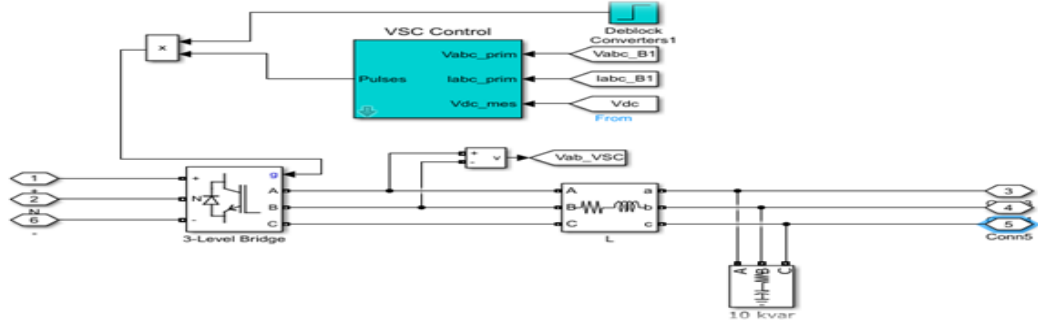 Deblock
Converters1
VSC Control
x
Vabc_prim
Vabc_B1
Pulses
Iabc_prim
Iabc_B1
Vdc_mes
Vdc
From
+
-
v
Vab_VSC
1
+
g
A
A
a
3
+
2
N
B
B
b
4
N
6
-
C
C
c
5
-
3-Level Bridge
L
Conn5
A
B
C
10 kvar